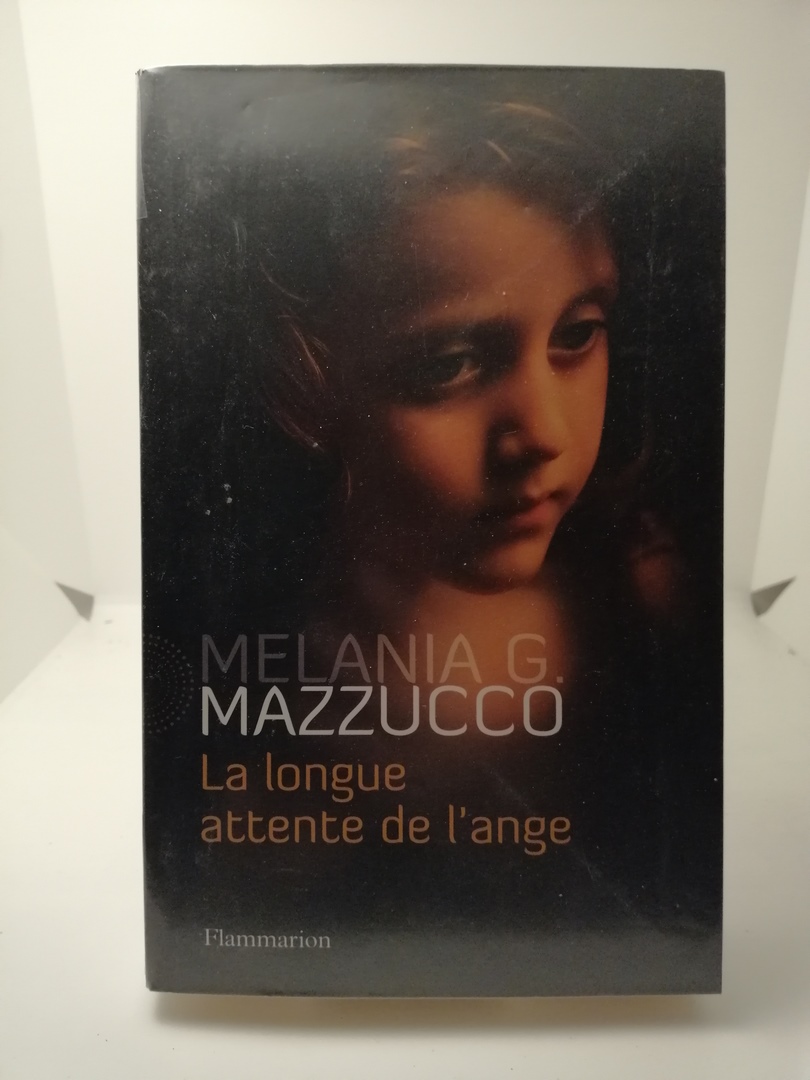 MELANIA G.
MAZZUCCO
La longue
attente de l'ange
Flammarion